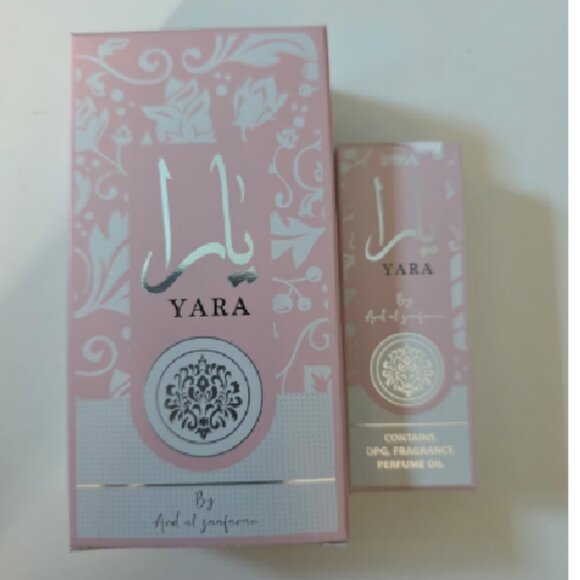 يارا
YARA
By
Ard al zaafaran
يارا
YARA
By
Ard al zaafaran
CONTAINS
DPG, FRAGRANCE
PERFUME OIL